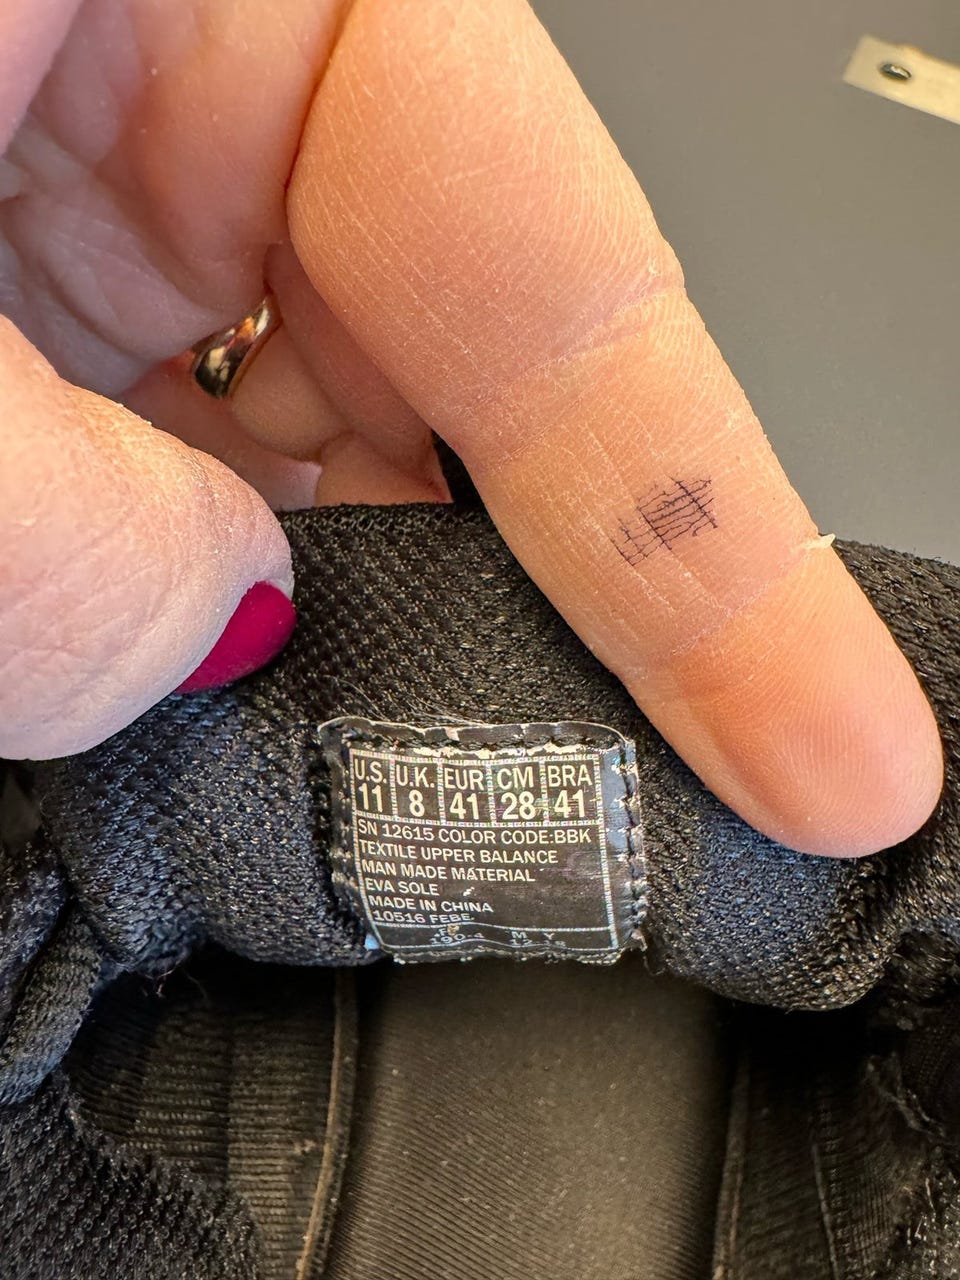 U.S. U.K. EUR CM BRA
11 8 41 28 41
SN 12615 COLOR CODE:BBK
TEXTILE UPPER BALANCE
MAN MADE MATERIAL
EVA SOLE
MADE IN CHINA
10516 FEBE
M Y